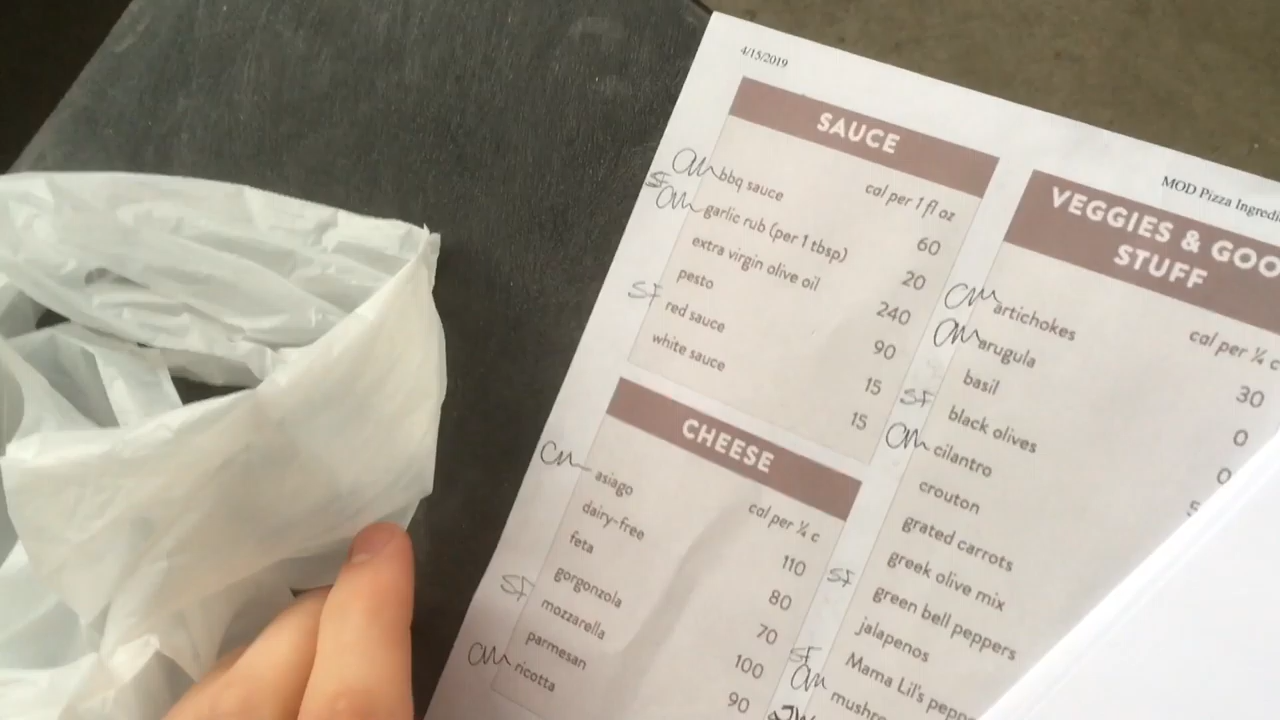 4/15/2019
MOD Pizza
SAUCE
cal per 1 fl oz
CM bbq sauce 60
SF CM garlic rub (per 1 tbsp) 20
extra virgin olive oil 240
pesto 90
SF red sauce 15
white sauce 15
CHEESE
cal per ¼ c
CM asiago 110
dairy-free 80
feta 70
gorgonzola 100
SF mozzarella 90
parmesan
CM ricotta
VEGGIES & GOO
STUFF
cal per ¼ c
CM artichokes 30
CM arugula 0
basil 0
SF black olives
CM cilantro
crouton
grated carrots
greek olive mix
SF green bell peppers
jalapenos
Mama Lil's
SF CM